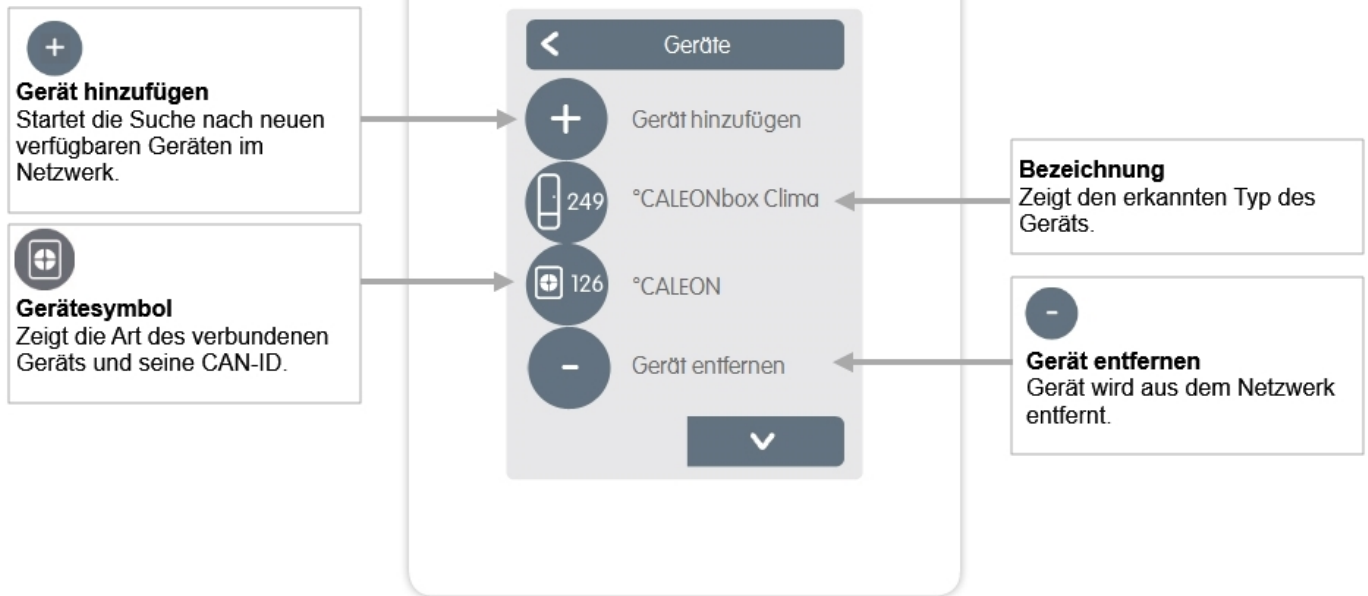 +
Gerät hinzufügen
Startet die Suche nach neuen
verfügbaren Geräten im
Netzwerk.
Gerätesymbol
Zeigt die Art des verbundenen
Geräts und seine CAN-ID.
Geräte
+ Gerät hinzufügen
249 °CALEONbox Clima
126 °CALEON
- Gerät entfernen
Bezeichnung
Zeigt den erkannten Typ des
Geräts.
-
Gerät entfernen
Gerät wird aus dem Netzwerk
entfernt.